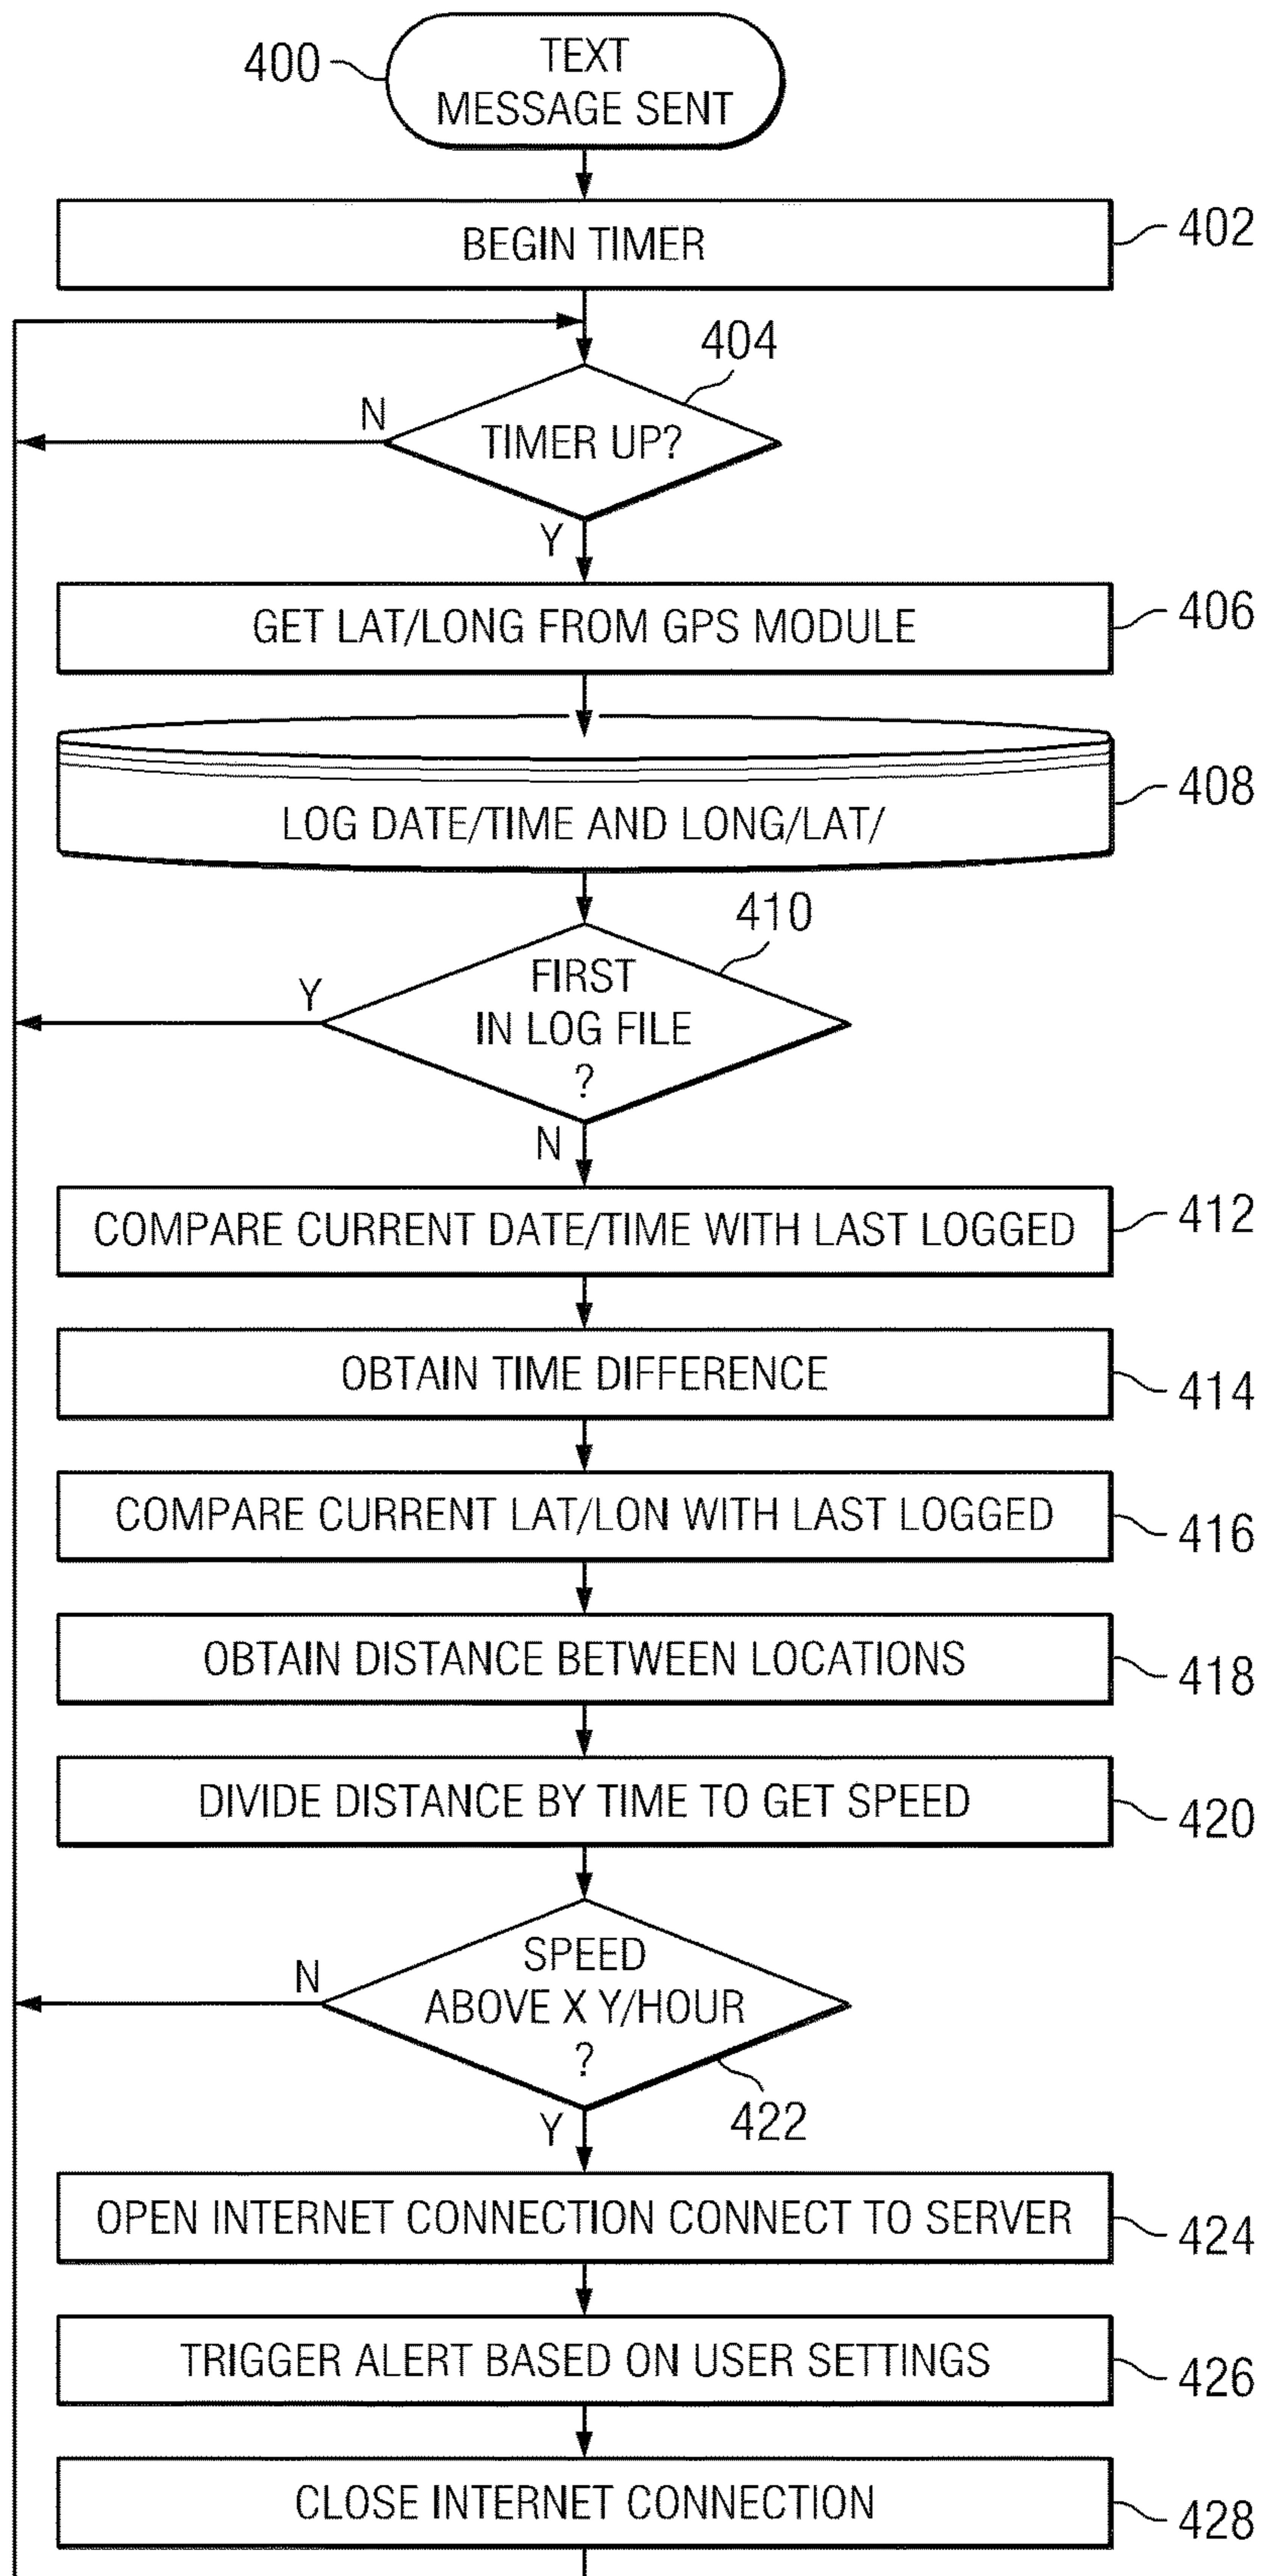 400
TEXT
MESSAGE SENT
BEGIN TIMER
402
404
N
TIMER UP?
Y
GET LAT/LONG FROM GPS MODULE
406
408
LOG DATE/TIME AND LONG/LAT/
410
Y
FIRST
IN LOG FILE
?
N
COMPARE CURRENT DATE/TIME WITH LAST LOGGED
412
OBTAIN TIME DIFFERENCE
414
COMPARE CURRENT LAT/LON WITH LAST LOGGED
416
OBTAIN DISTANCE BETWEEN LOCATIONS
418
DIVIDE DISTANCE BY TIME TO GET SPEED
420
N
SPEED
ABOVE X Y/HOUR
?
422
Y
OPEN INTERNET CONNECTION CONNECT TO SERVER
424
TRIGGER ALERT BASED ON USER SETTINGS
426
CLOSE INTERNET CONNECTION
428